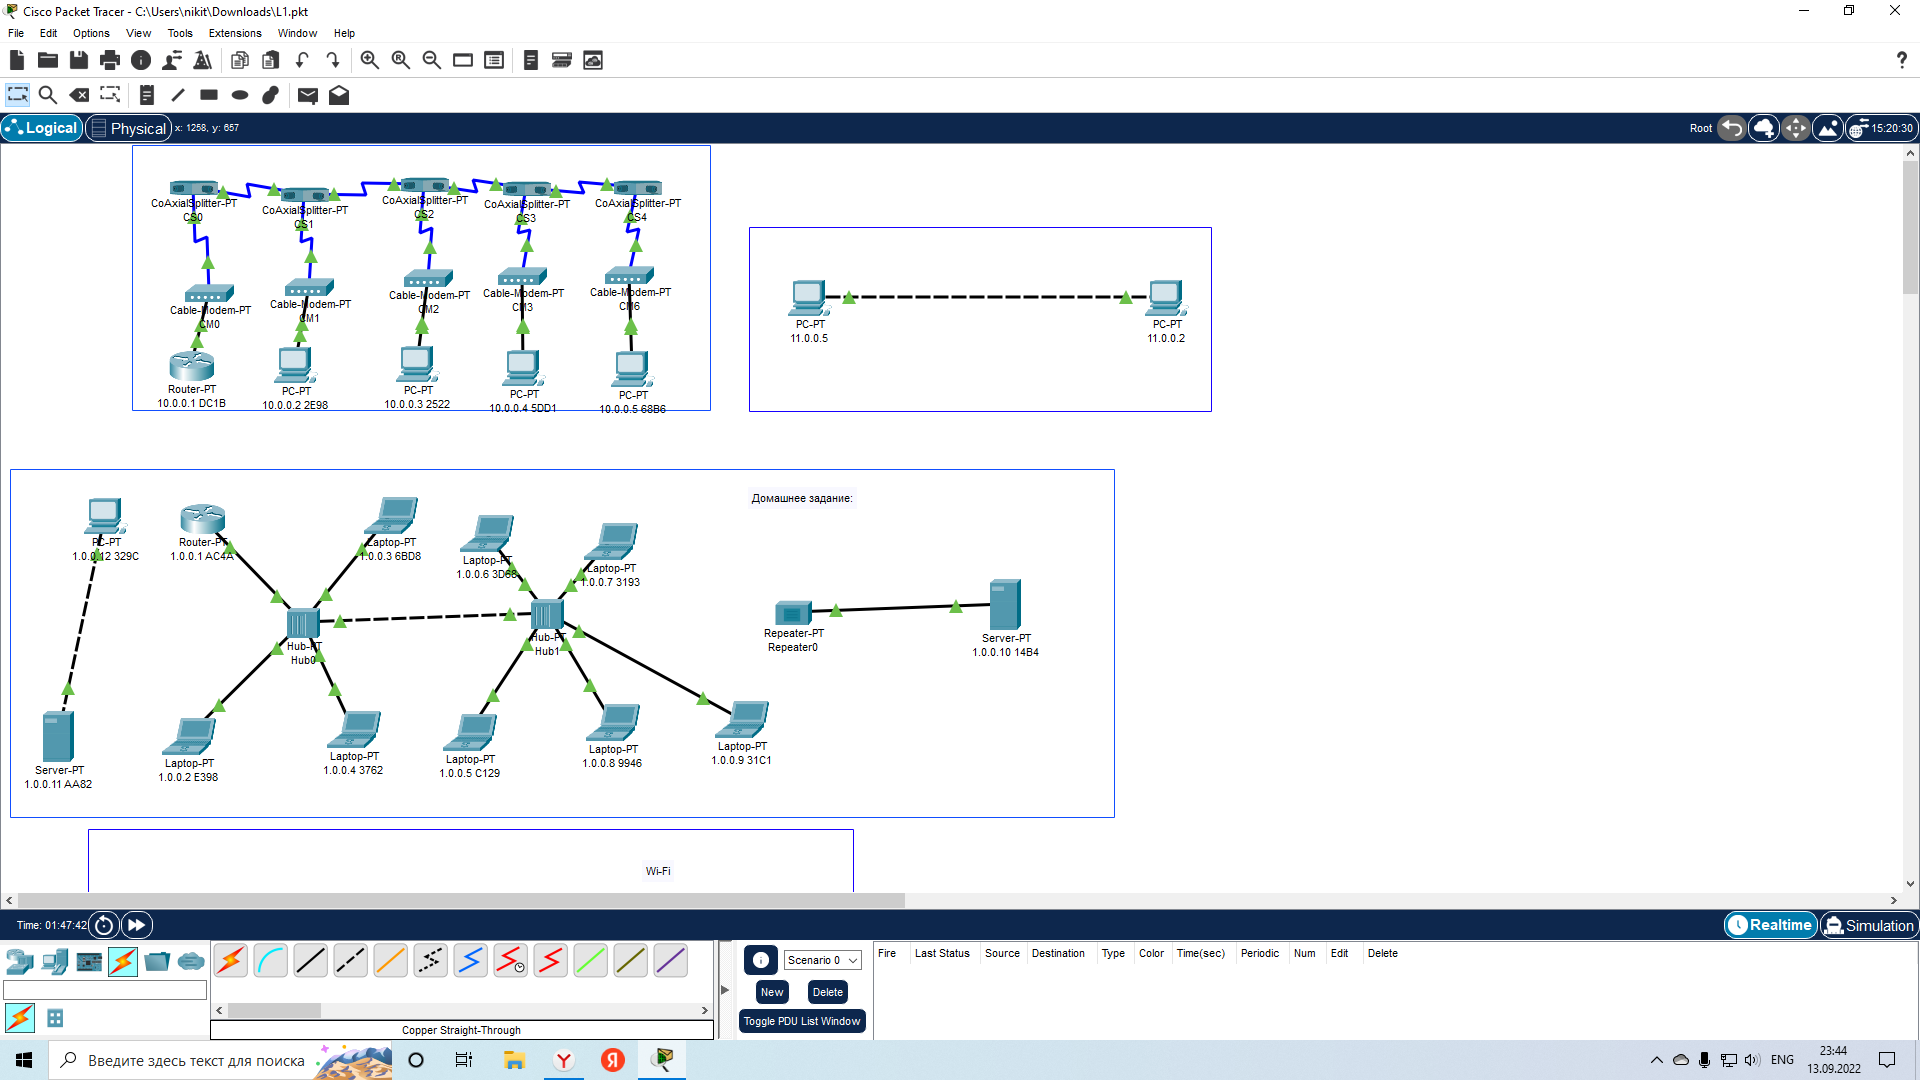 Cisco Packet Tracer - C:\Users\nikit\Downloads\L1.pkt
File Edit Options View Tools Extensions Window Help
Logical Physical x: 1258, y: 657 Root 15:20:30
CoAxialSplitter-PT
CS0
CoAxialSplitter-PT
CS1
CoAxialSplitter-PT
CS2
CoAxialSplitter-PT
CS3
CoAxialSplitter-PT
CS4
Cable-Modem-PT
CM0
Cable-Modem-PT
CM1
Cable-Modem-PT
CM2
Cable-Modem-PT
CM3
Cable-Modem-PT
CM6
Router-PT
10.0.0.1 DC1B
PC-PT
10.0.0.2 2E98
PC-PT
10.0.0.3 2522
PC-PT
10.0.0.4 5DD1
PC-PT
10.0.0.5 68B6
PC-PT
11.0.0.5
PC-PT
11.0.0.2
Домашнее задание:
PC-PT
1.0.0.12 329C
Router-PT
1.0.0.1 AC4A
Laptop-PT
1.0.0.3 6BD8
Laptop-PT
1.0.0.6 3D68
Laptop-PT
1.0.0.7 3193
Hub-PT
Hub0
Hub-PT
Hub1
Repeater-PT
Repeater0
Server-PT
1.0.0.10 14B4
Server-PT
1.0.0.11 AA82
Laptop-PT
1.0.0.2 E398
Laptop-PT
1.0.0.4 3762
Laptop-PT
1.0.0.5 C129
Laptop-PT
1.0.0.8 9946
Laptop-PT
1.0.0.9 31C1
Wi-Fi
Time: 01:47:42 Realtime Simulation
Scenario 0
New Delete
Toggle PDU List Window
Fire Last Status Source Destination Type Color Time(sec) Periodic Num Edit Delete
Copper Straight-Through
Введите здесь текст для поиска
ENG
23:44
13.09.2022